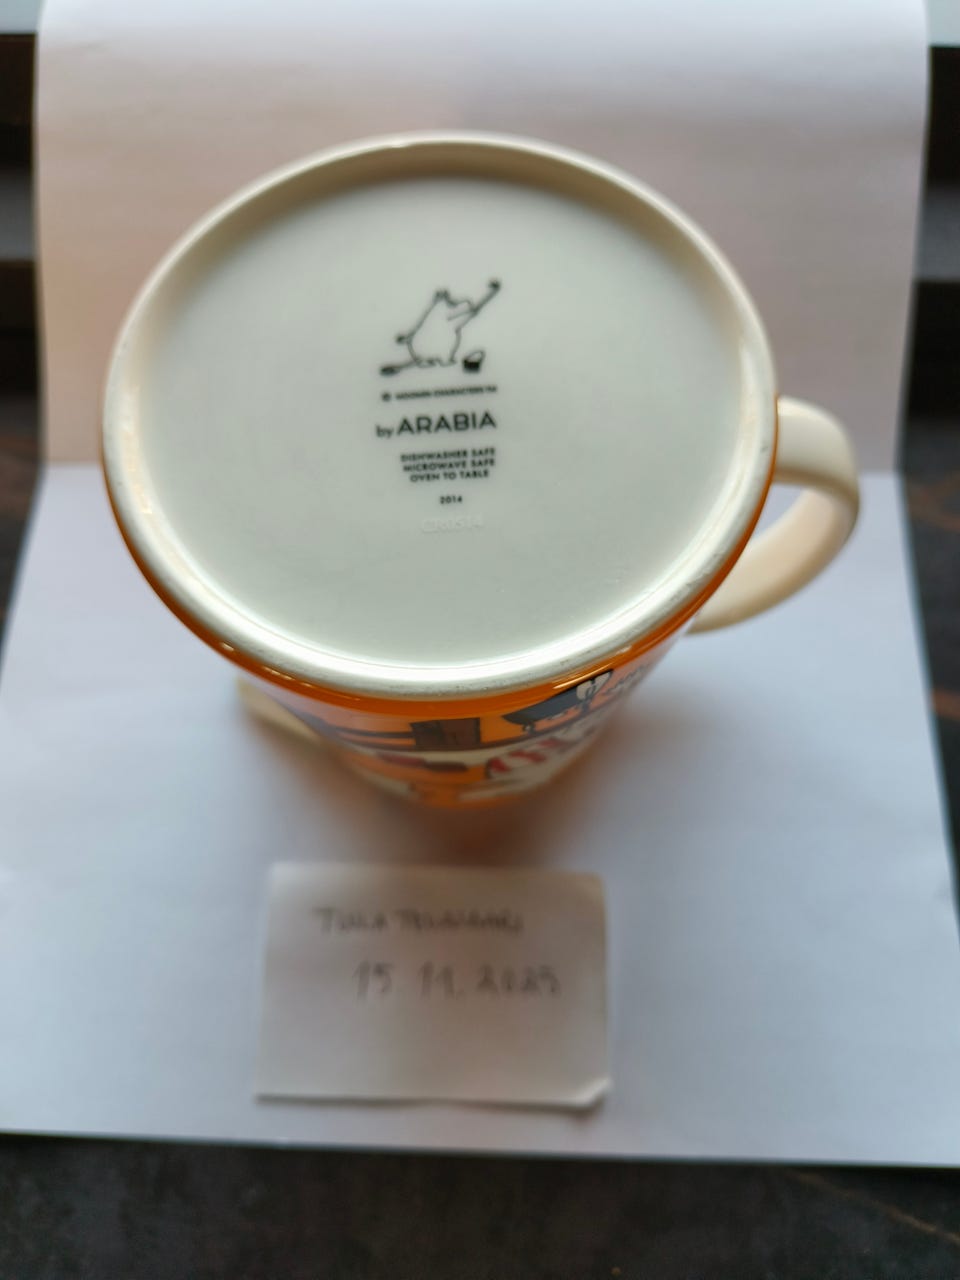 © MOOMIN CHARACTERS TM
by ARABIA
DISHWASHER SAFE
MICROWAVE SAFE
OVEN TO TABLE
2014
15.11.2025